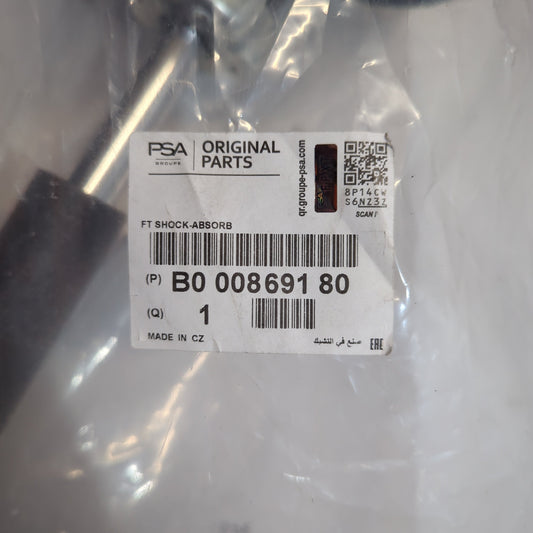 PSA
GROUPE
ORIGINAL
PARTS
qr.groupe-psa.com
8P14CW
S6NZ3Z
SCAN !
FT SHOCK-ABSORB
(P) B0 008691 80
(Q) 1
MADE IN CZ
صنع في التشيك
EAC